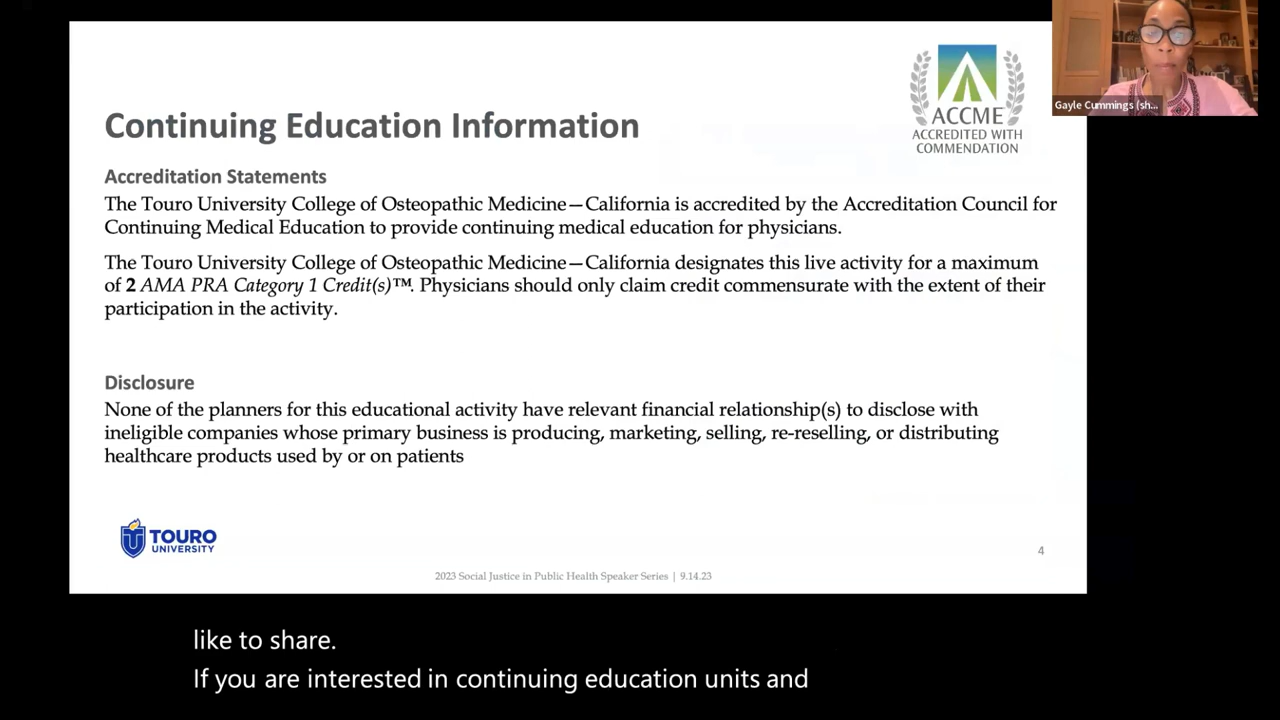 ACCME
ACCREDITED WITH
COMMENDATION
Gayle Cummings (sh...
Continuing Education Information
Accreditation Statements
The Touro University College of Osteopathic Medicine—California is accredited by the Accreditation Council for
Continuing Medical Education to provide continuing medical education for physicians.
The Touro University College of Osteopathic Medicine—California designates this live activity for a maximum
of 2 AMA PRA Category 1 Credit(s)™. Physicians should only claim credit commensurate with the extent of their
participation in the activity.
Disclosure
None of the planners for this educational activity have relevant financial relationship(s) to disclose with
ineligible companies whose primary business is producing, marketing, selling, re-reselling, or distributing
healthcare products used by or on patients
TOURO
UNIVERSITY
4
2023 Social Justice in Public Health Speaker Series | 9.14.23
like to share.
If you are interested in continuing education units and